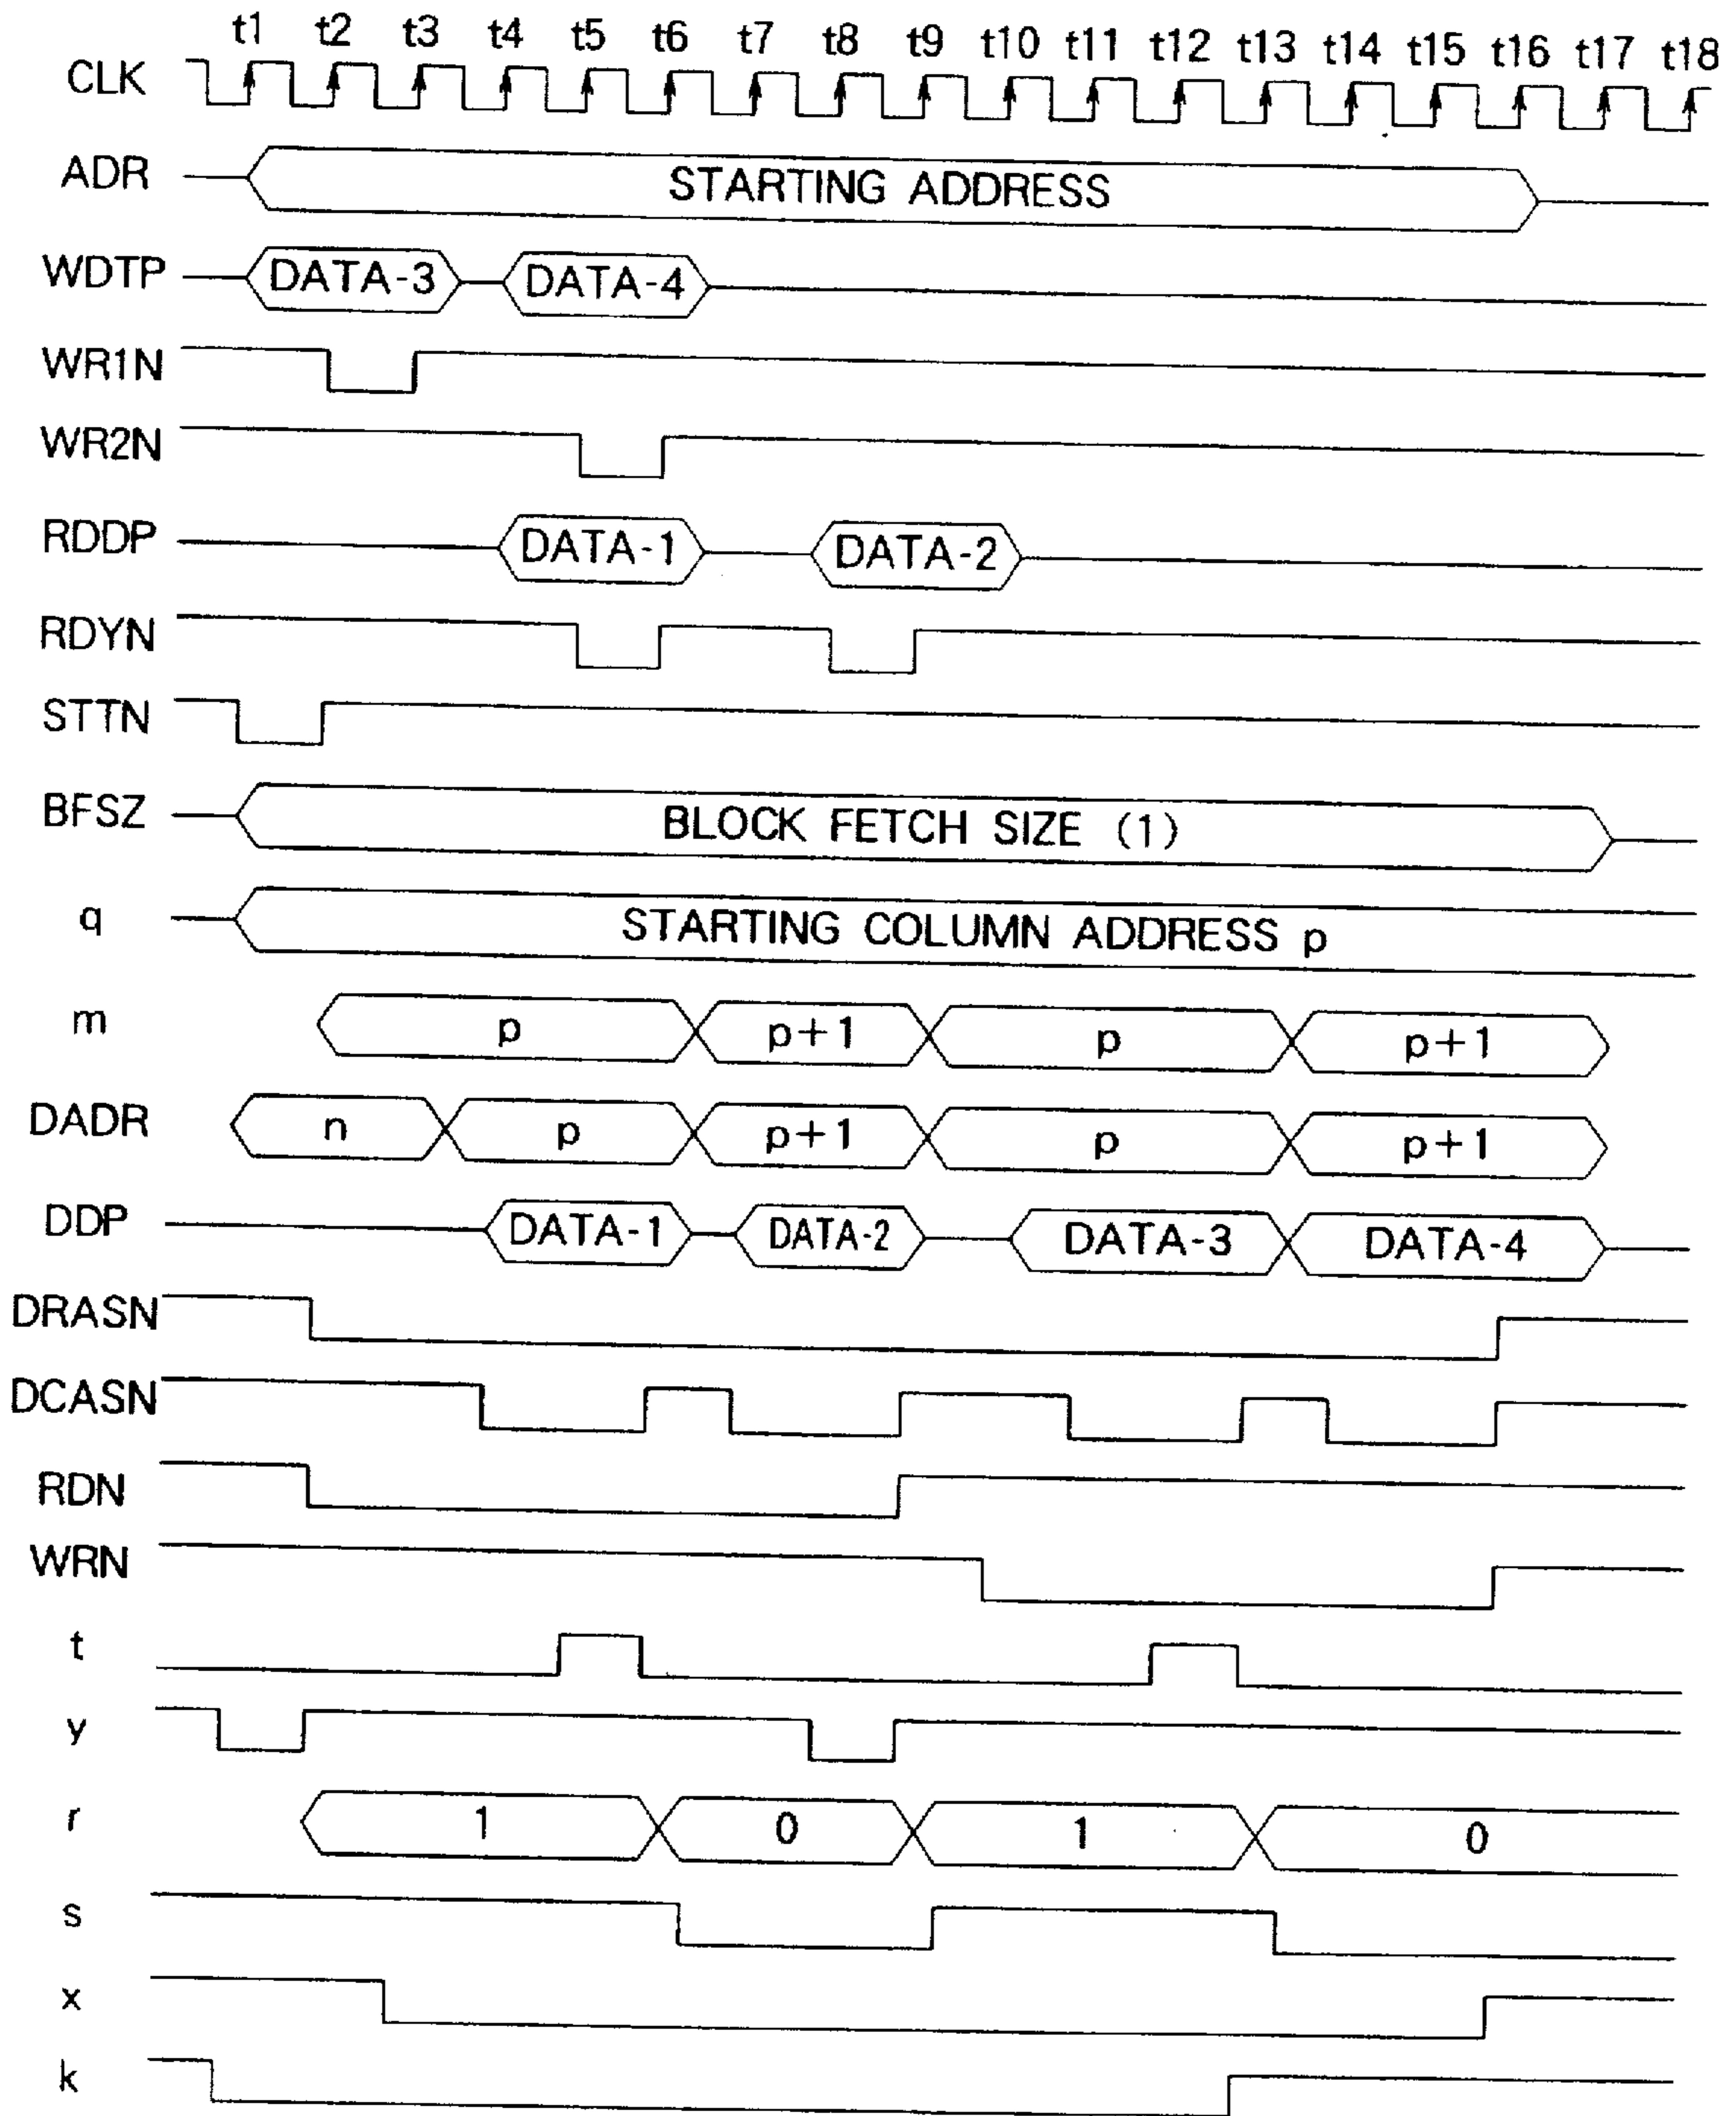 t1 t2 t3 t4 t5 t6 t7 t8 t9 t10 t11 t12 t13 t14 t15 t16 t17 t18
CLK
ADR STARTING ADDRESS
WDTP DATA-3 DATA-4
WR1N
WR2N
RDDP DATA-1 DATA-2
RDYN
STTN
BFSZ BLOCK FETCH SIZE (1)
q STARTING COLUMN ADDRESS p
m p p+1 p p+1
DADR n p p+1 p p+1
DDP DATA-1 DATA-2 DATA-3 DATA-4
DRASN
DCASN
RDN
WRN
t
y
r 1 0 1 0
s
x
k